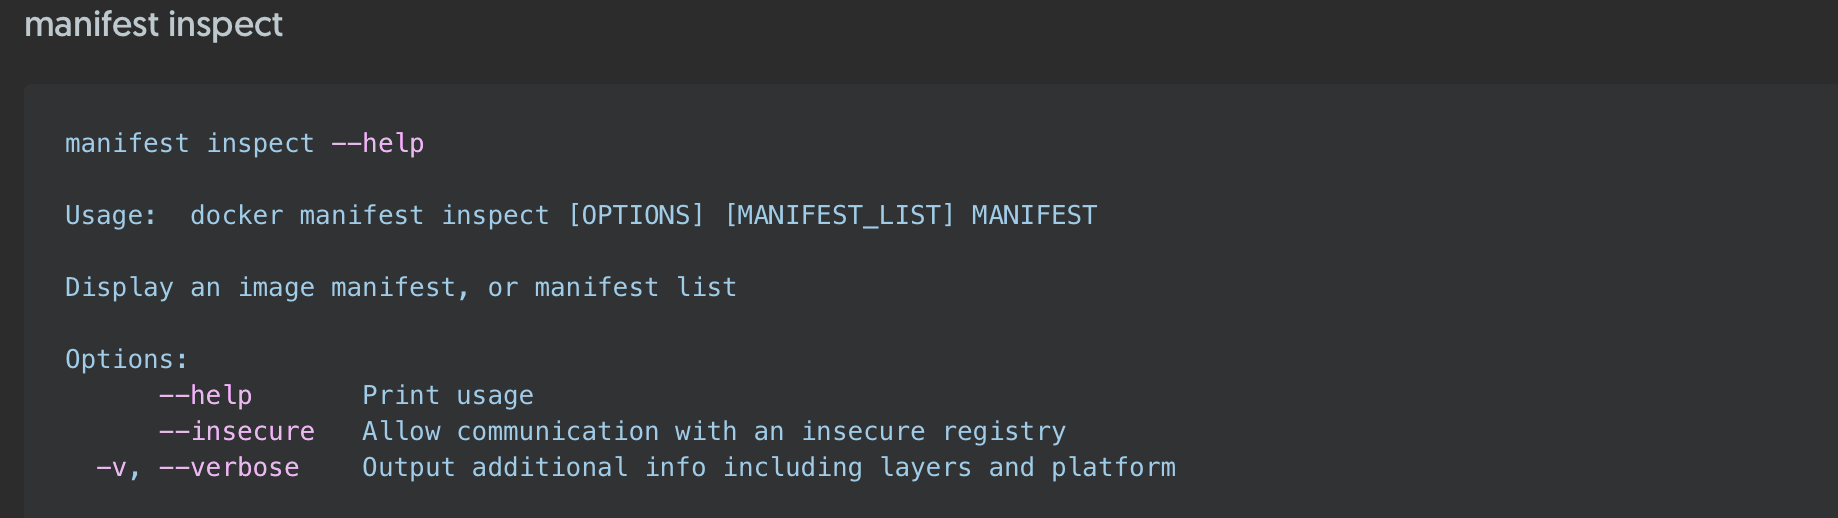 manifest inspect
manifest inspect --help
Usage:  docker manifest inspect [OPTIONS] [MANIFEST_LIST] MANIFEST
Display an image manifest, or manifest list
Options:
      --help       Print usage
      --insecure   Allow communication with an insecure registry
  -v, --verbose    Output additional info including layers and platform